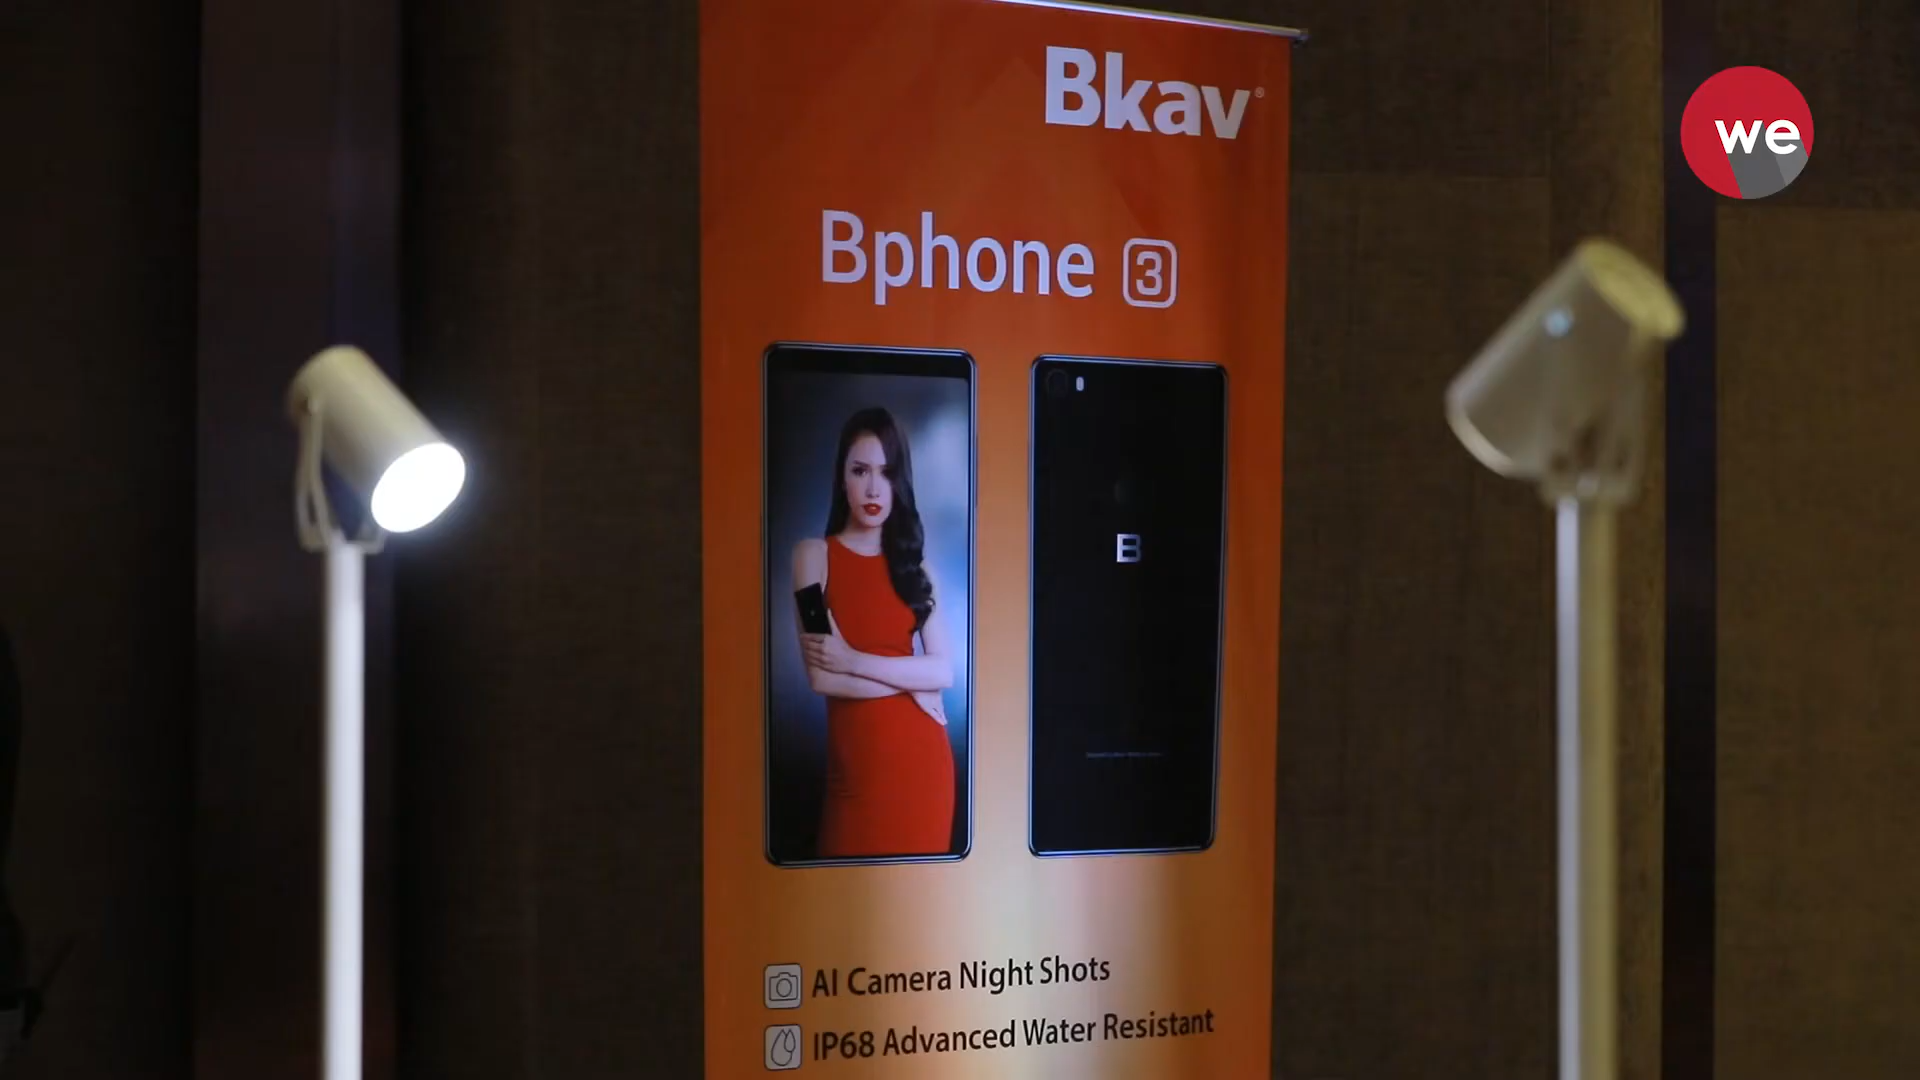 Bkav®
we
Bphone 3
B
AI Camera Night Shots
IP68 Advanced Water Resistant